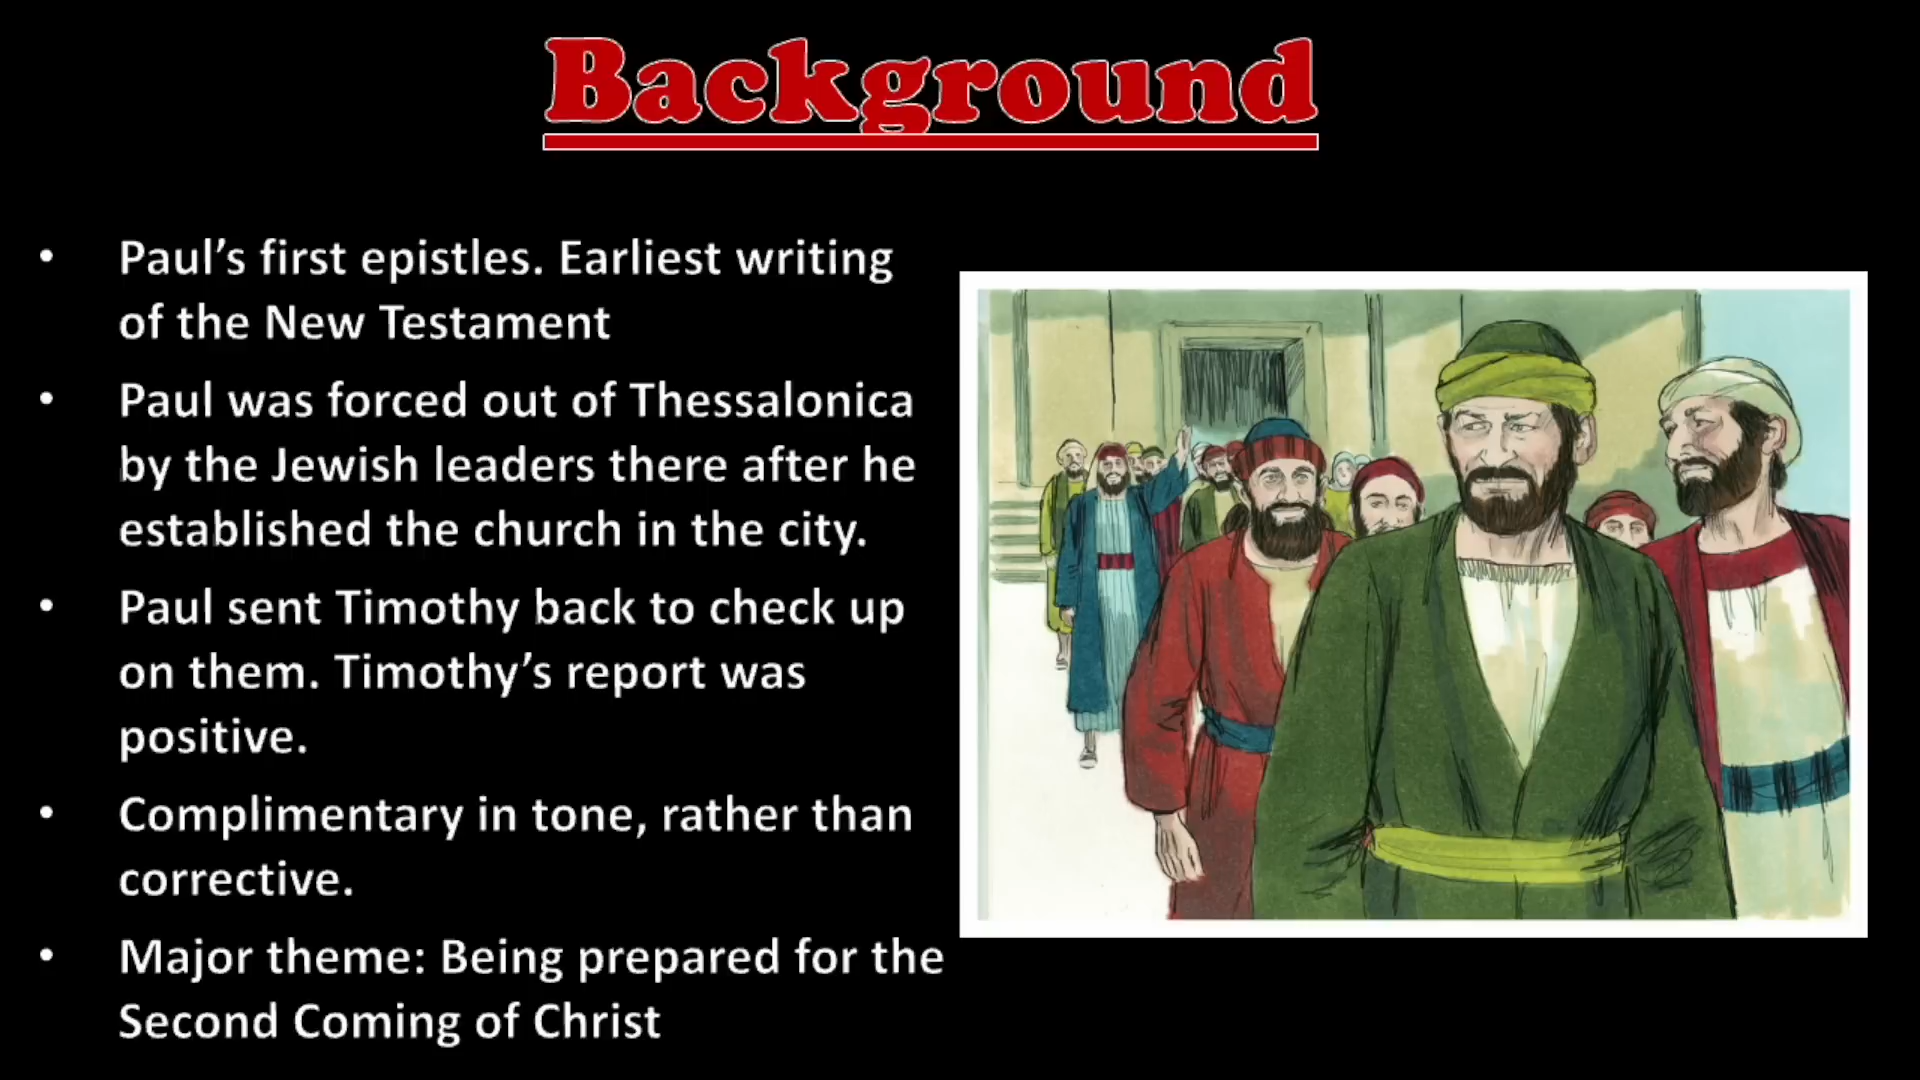 Background
• Paul’s first epistles. Earliest writing
of the New Testament
• Paul was forced out of Thessalonica
by the Jewish leaders there after he
established the church in the city.
• Paul sent Timothy back to check up
on them. Timothy’s report was
positive.
• Complimentary in tone, rather than
corrective.
• Major theme: Being prepared for the
Second Coming of Christ